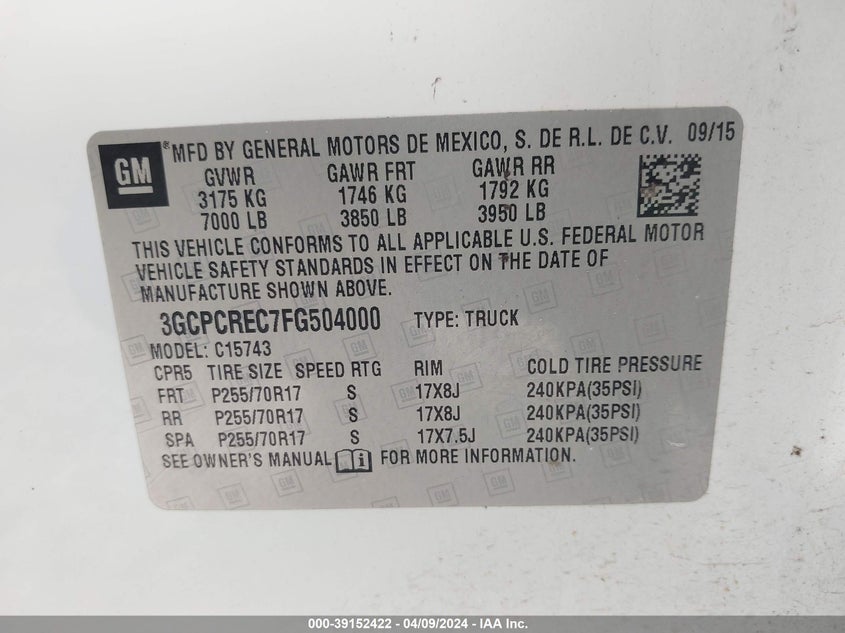 GM
MFD BY GENERAL MOTORS DE MEXICO, S. DE R.L. DE C.V. 09/15
GVWR GAWR FRT GAWR RR
3175 KG 1746 KG 1792 KG
7000 LB 3850 LB 3950 LB
THIS VEHICLE CONFORMS TO ALL APPLICABLE U.S. FEDERAL MOTOR
VEHICLE SAFETY STANDARDS IN EFFECT ON THE DATE OF
MANUFACTURE SHOWN ABOVE.
3GCPCREC7FG504000 TYPE: TRUCK
MODEL: C15743
CPR5 TIRE SIZE SPEED RTG RIM COLD TIRE PRESSURE
FRT P255/70R17 S 17X8J 240KPA(35PSI)
RR P255/70R17 S 17X8J 240KPA(35PSI)
SPA P255/70R17 S 17X7.5J 240KPA(35PSI)
SEE OWNER'S MANUAL FOR MORE INFORMATION.
000-39152422 - 04/09/2024 - IAA Inc.